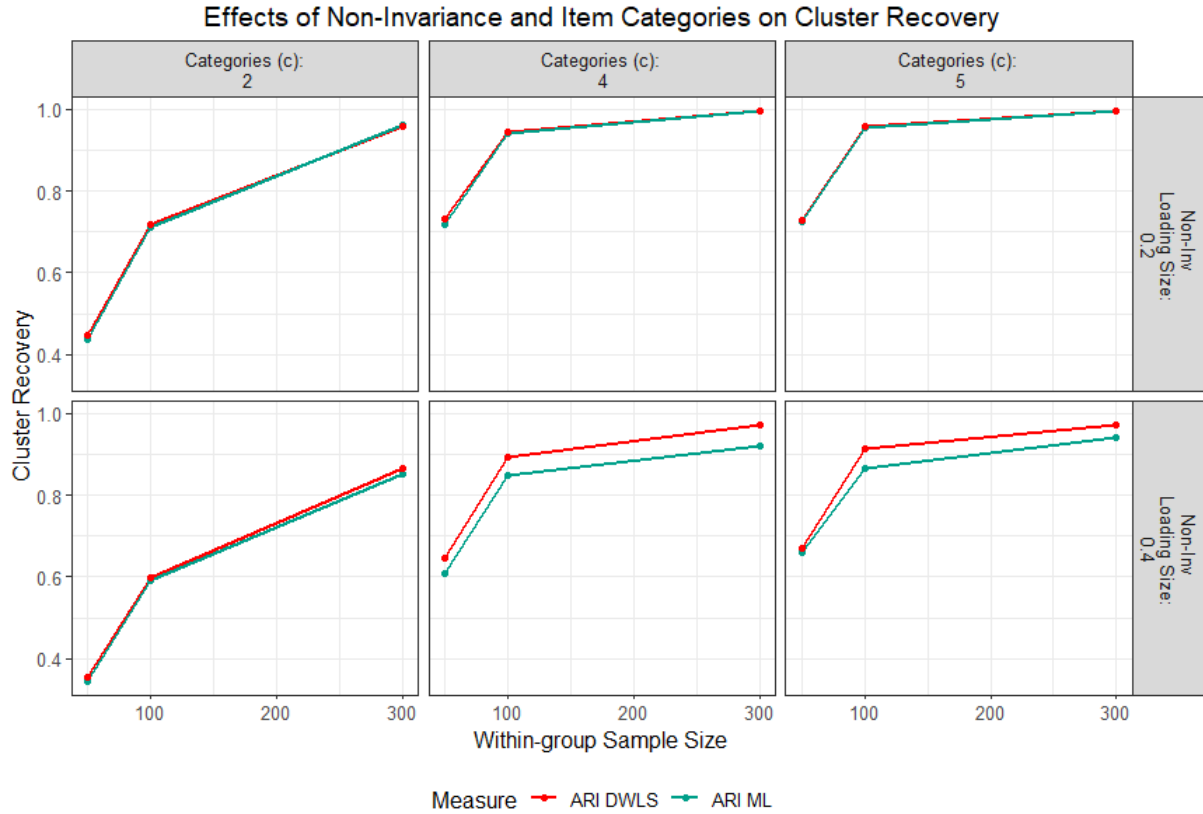 Effects of Non-Invariance and Item Categories on Cluster Recovery
Categories (c):
2
Categories (c):
4
Categories (c):
5
Cluster Recovery
1.0
0.8
0.6
0.4
Non-Inv
Loading Size:
0.2
1.0
0.8
0.6
0.4
Non-Inv
Loading Size:
0.4
100
200
300
100
200
300
100
200
300
Within-group Sample Size
Measure
ARI DWLS
ARI ML